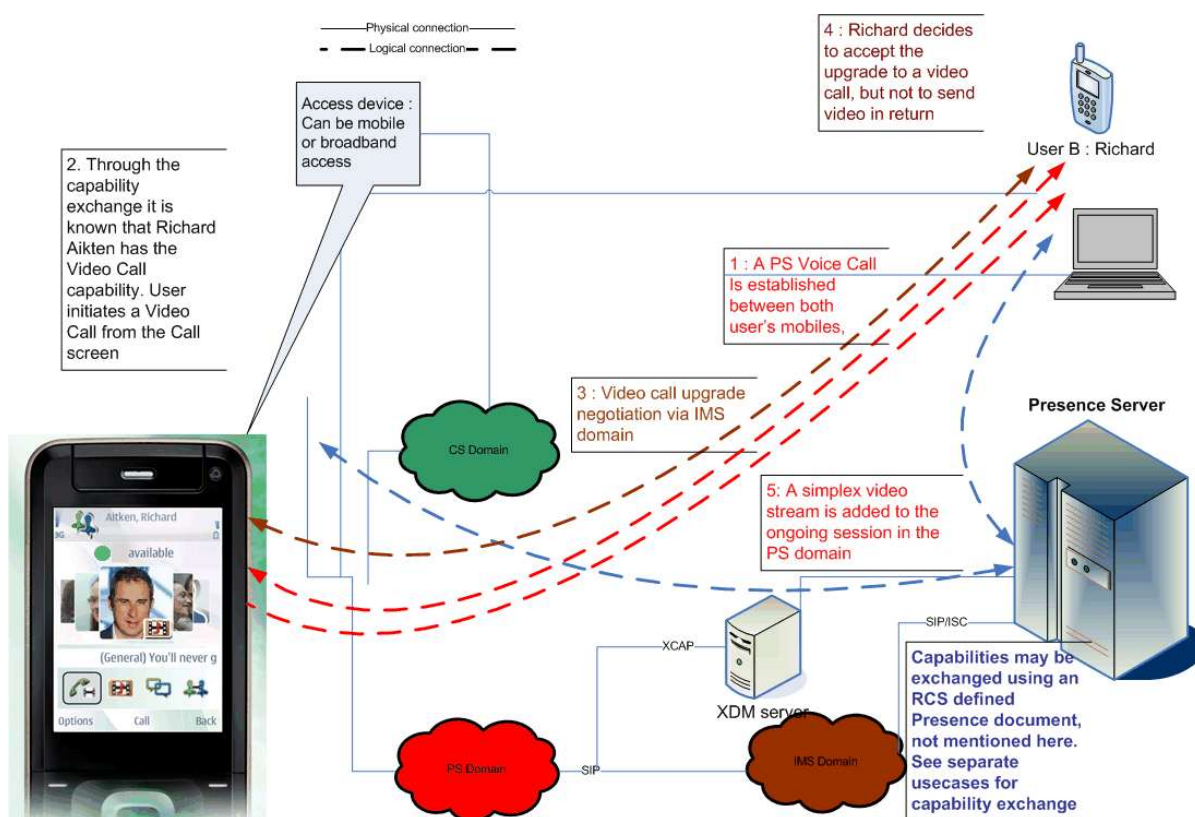 Physical connection
Logical connection
4 : Richard decides
to accept the
upgrade to a video
call, but not to send
video in return
Access device :
Can be mobile
or broadband
access
User B : Richard
2. Through the
capability
exchange it is
known that Richard
Aikten has the
Video Call
capability. User
initiates a Video
Call from the Call
screen
1 : A PS Voice Call
Is established
between both
user's mobiles,
3 : Video call upgrade
negotiation via IMS
domain
Presence Server
CS Domain
5: A simplex video
stream is added to the
ongoing session in the
PS domain
3G
Aitken, Richard
available
(General) You'll never g
Options
Call
Back
XCAP
SIP/ISC
XDM server
PS Domain
SIP
IMS Domain
Capabilities may be
exchanged using an
RCS defined
Presence document,
not mentioned here.
See separate
usecases for
capability exchange